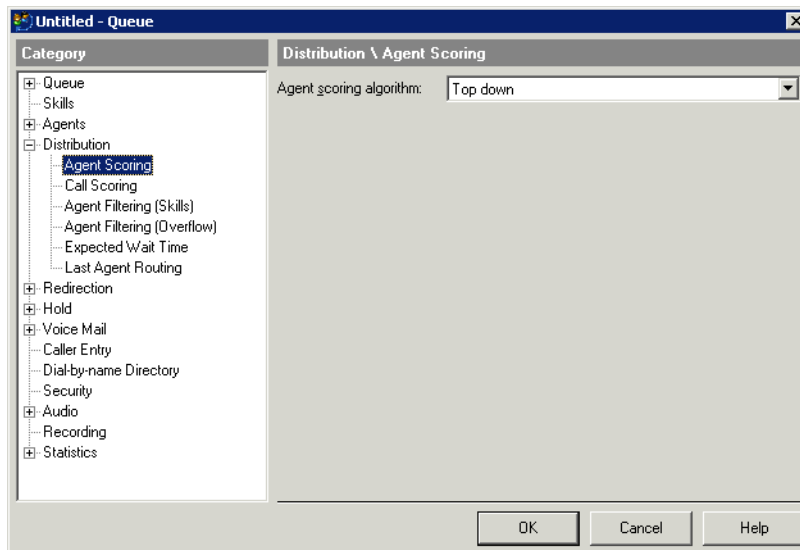 Untitled - Queue
Category
Queue
Skills
Agents
Distribution
Agent Scoring
Call Scoring
Agent Filtering (Skills)
Agent Filtering (Overflow)
Expected Wait Time
Last Agent Routing
Redirection
Hold
Voice Mail
Caller Entry
Dial-by-name Directory
Security
Audio
Recording
Statistics
Distribution \ Agent Scoring
Agent scoring algorithm: Top down
OK Cancel Help